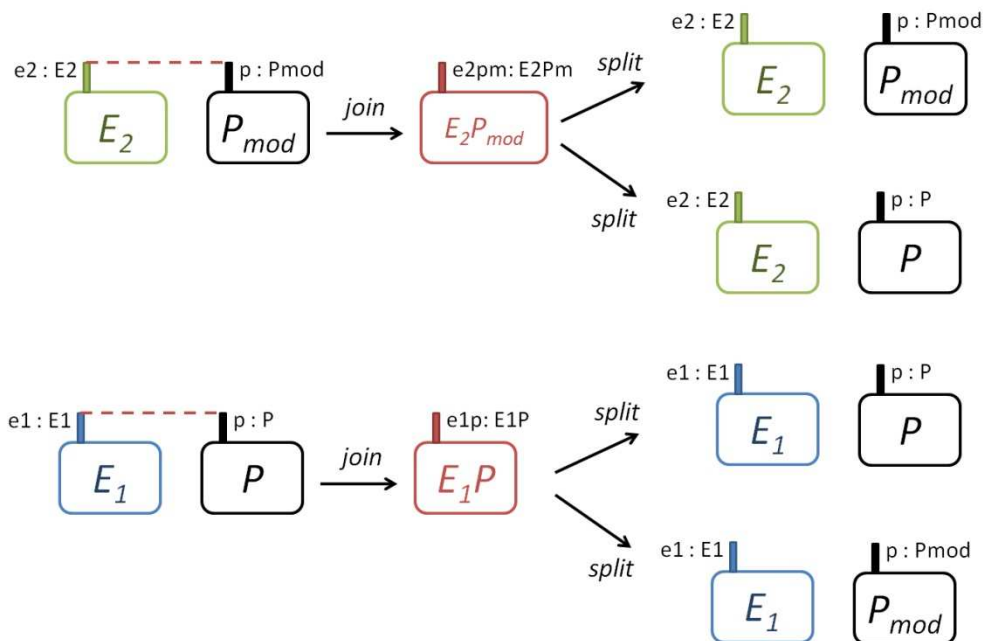 e2 : E2
p : Pmod
E2
Pmod
join
e2pm: E2Pm
E2Pmod
split
e2 : E2
p : Pmod
E2
Pmod
split
e2 : E2
p : P
E2
P
e1 : E1
p : P
E1
P
join
e1p: E1P
E1P
split
e1 : E1
p : P
E1
P
split
e1 : E1
p : Pmod
E1
Pmod